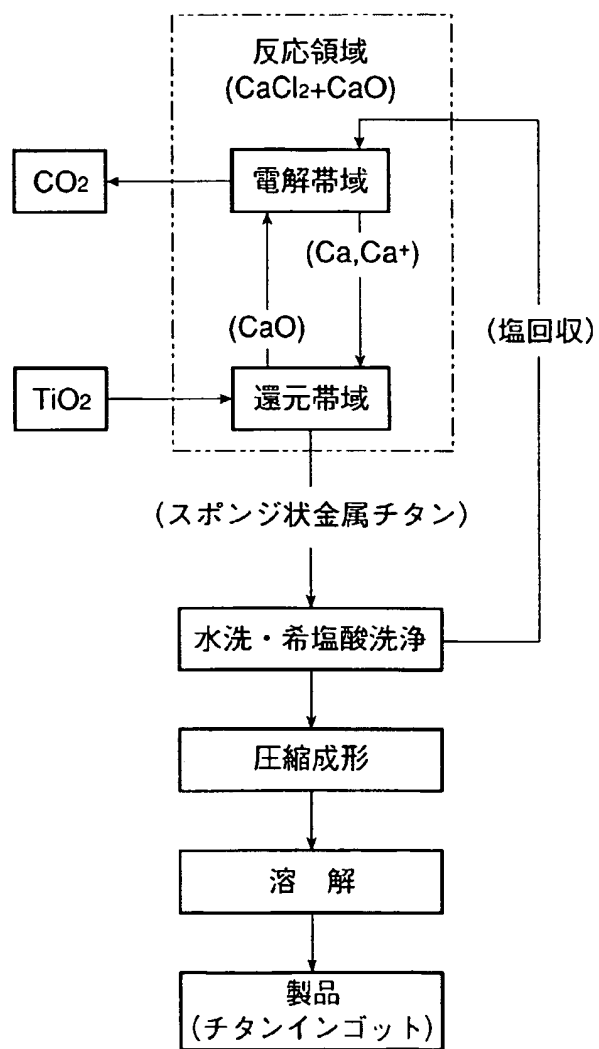 反応領域
(CaCl2+CaO)
CO2
電解帯域
(Ca,Ca+)
(CaO)
(塩回収)
TiO2
還元帯域
(スポンジ状金属チタン)
水洗・希塩酸洗浄
圧縮成形
溶 解
製品
(チタンインゴット)